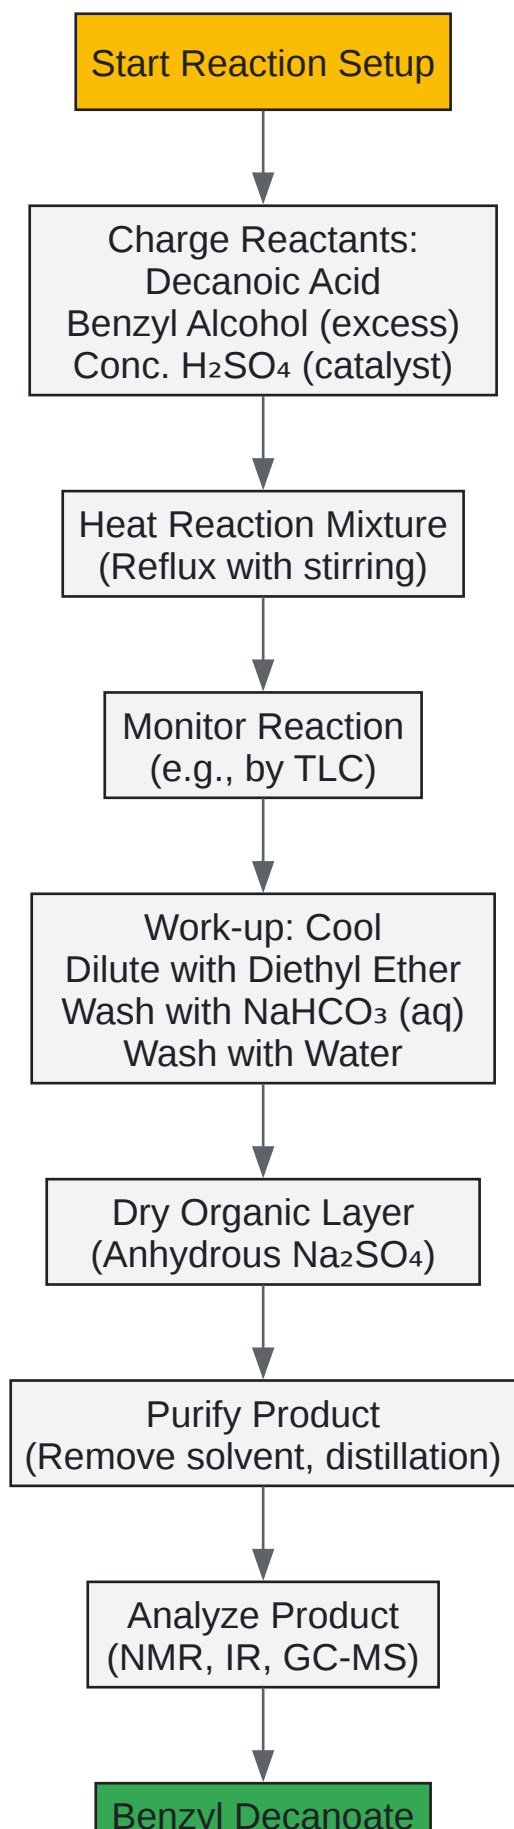 Start Reaction Setup
Charge Reactants:
Decanoic Acid
Benzyl Alcohol (excess)
Conc. H₂SO₄ (catalyst)
Heat Reaction Mixture
(Reflux with stirring)
Monitor Reaction
(e.g., by TLC)
Work-up: Cool
Dilute with Diethyl Ether
Wash with NaHCO₃ (aq)
Wash with Water
Dry Organic Layer
(Anhydrous Na₂SO₄)
Purify Product
(Remove solvent, distillation)
Analyze Product
(NMR, IR, GC-MS)
Benzyl Decanoate